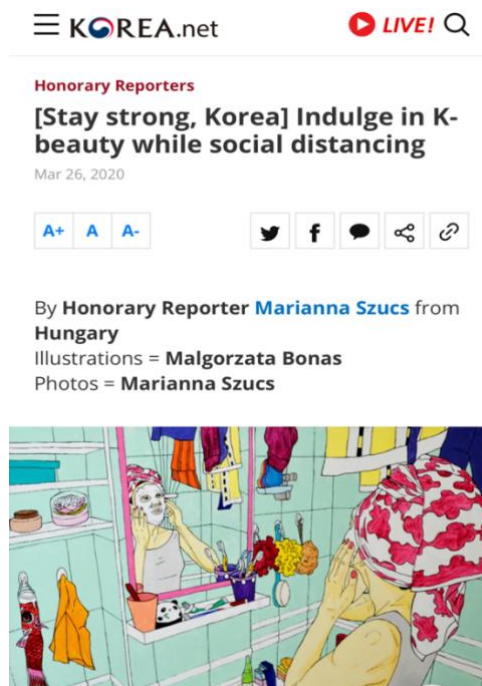 KOREA.net
LIVE!
Honorary Reporters
[Stay strong, Korea] Indulge in K-
beauty while social distancing
Mar 26, 2020
A+ A A-
By Honorary Reporter Marianna Szucs from
Hungary
Illustrations = Malgorzata Bonas
Photos = Marianna Szucs